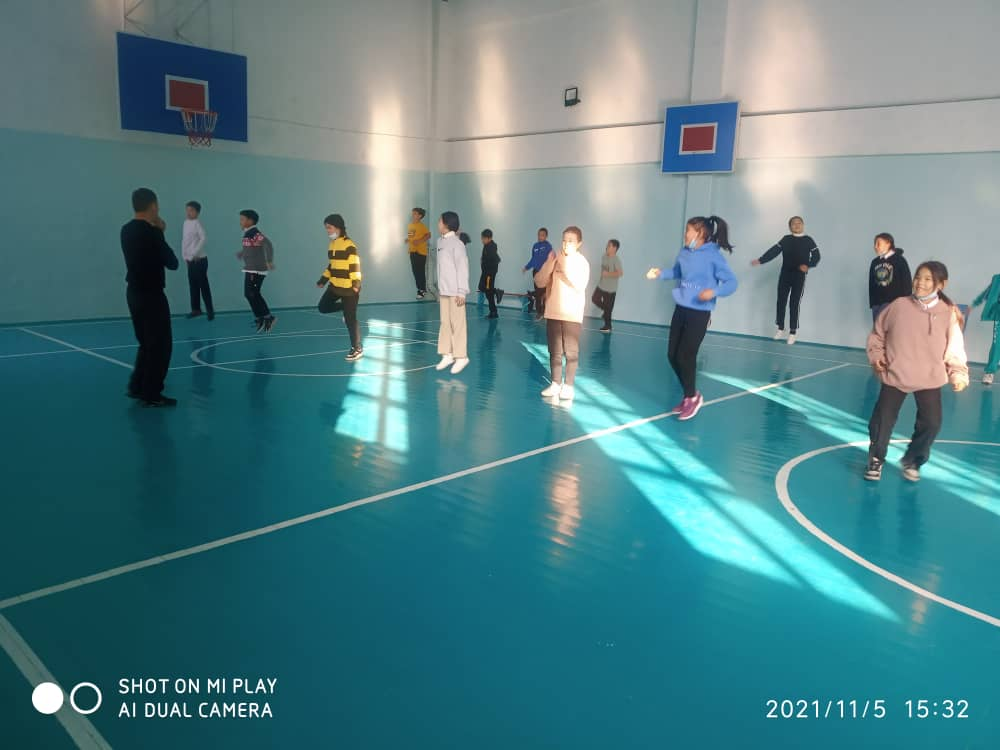 SHOT ON MI PLAY
AI DUAL CAMERA
2021/11/5 15:32